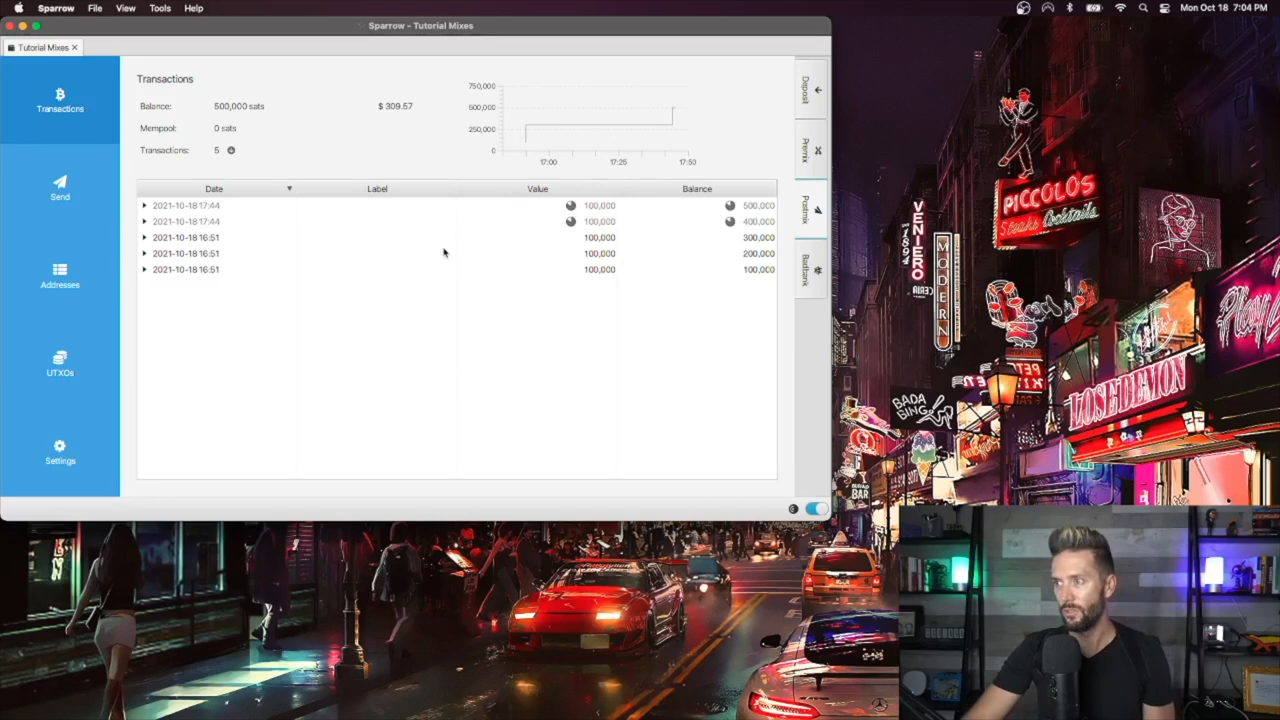 Sparrow File View Tools Window Help
Mon Oct 18 7:04 PM
Sparrow - Tutorial Mixes
Tutorial Mixes ×
Transactions
Send
Addresses
UTXOs
Settings
Transactions
Balance: 500,000 sats $ 309.57
Mempool: 0 sats
Transactions: 5
750,000
500,000
250,000
0
17:00 17:25 17:50
Date Label Value Balance
2021-10-18 17:44 100,000 500,000
2021-10-18 17:44 100,000 400,000
2021-10-18 16:51 100,000 300,000
2021-10-18 16:51 100,000 200,000
2021-10-18 16:51 100,000 100,000
Deposit
Premix
Postmix
Badbank
PICCOLO'S
Steaks Cocktails
VENIERO
MODERN
BADA
BING
LOSE DEMON
BUFFALO
BAR